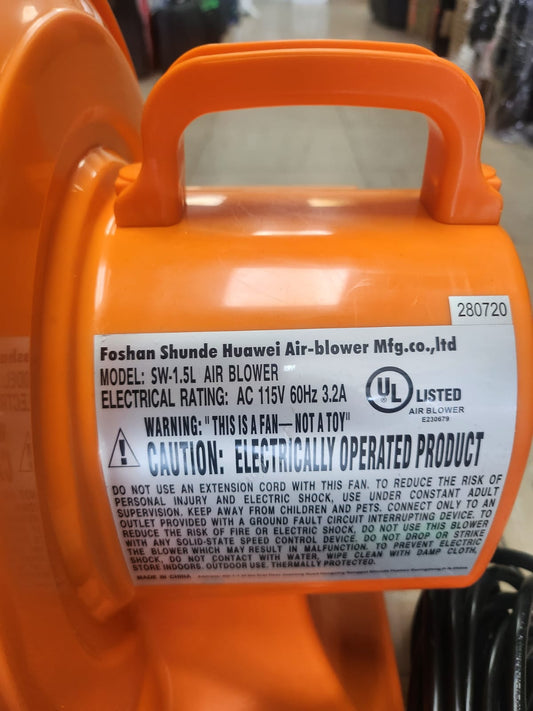 280720
Foshan Shunde Huawei Air-blower Mfg.co.,ltd
MODEL: SW-1.5L AIR BLOWER
ELECTRICAL RATING: AC 115V 60Hz 3.2A
UL
LISTED
AIR BLOWER
E230679
WARNING: "THIS IS A FAN—NOT A TOY"
! CAUTION: ELECTRICALLY OPERATED PRODUCT
DO NOT USE AN EXTENSION CORD WITH THIS FAN. TO REDUCE THE RISK OF
PERSONAL INJURY AND ELECTRIC SHOCK, USE UNDER CONSTANT ADULT
SUPERVISION. KEEP AWAY FROM CHILDREN AND PETS. CONNECT ONLY TO AN
OUTLET PROVIDED WITH A GROUND FAULT CIRCUIT INTERRUPTING DEVICE. TO
REDUCE THE RISK OF FIRE OR ELECTRIC SHOCK, DO NOT USE THIS BLOWER
WITH ANY SOLID-STATE SPEED CONTROL DEVICE. DO NOT DROP OR STRIKE
THE BLOWER WHICH MAY RESULT IN MALFUNCTION. TO PREVENT ELECTRIC
SHOCK, DO NOT CONTACT WITH WATER, WIPE CLEAN WITH DAMP CLOTH,
STORE INDOORS. OUTDOOR USE. THERMALLY PROTECTED.
MADE IN CHINA